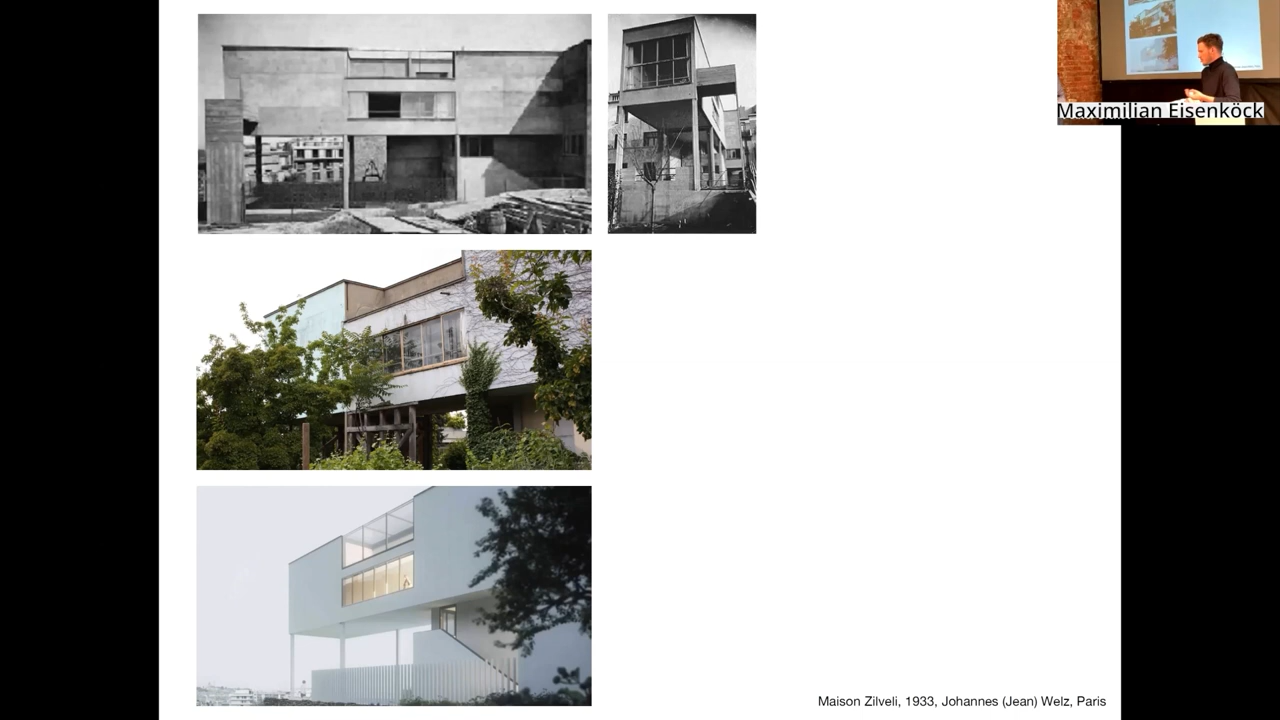 Maximilian Eisenköck
Maison Zilveli, 1933, Johannes (Jean) Welz, Paris